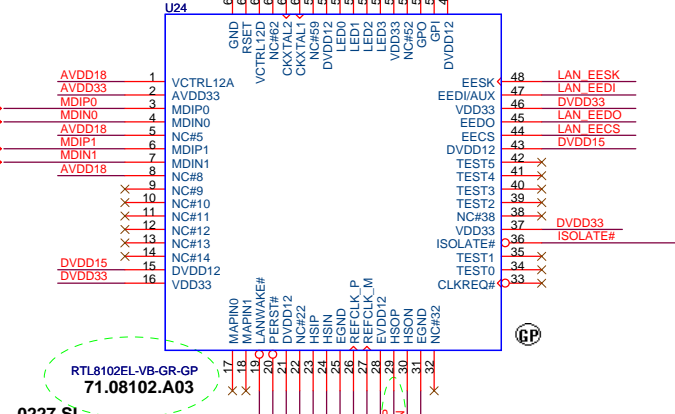 U24
GND
RSET
VCTRL12D
NC#62
CKXTAL2
CKXTAL1
NC#59
DVDD12
LED0
LED1
LED2
LED3
VDD33
NC#52
GPO
GPI
DVDD12
AVDD18 1 VCTRL12A
AVDD33 2 AVDD33
MDIP0 3 MDIP0
MDIN0 4 MDIN0
AVDD18 5 NC#5
MDIP1 6 MDIP1
MDIN1 7 MDIN1
AVDD18 8 NC#8
9 NC#9
10 NC#10
11 NC#11
12 NC#12
13 NC#13
14 NC#14
DVDD15 15 DVDD12
DVDD33 16 VDD33
EESK 48 LAN_EESK
EEDI/AUX 47 LAN_EEDI
VDD33 46 DVDD33
EEDO 45 LAN_EEDO
EECS 44 LAN_EECS
DVDD12 43 DVDD15
TEST5 42
TEST4 41
TEST3 40
TEST2 39
NC#38 38
VDD33 37 DVDD33
ISOLATE# 36 ISOLATE#
TEST1 35
TEST0 34
CLKREQ# 33
MAPIN0 17
MAPIN1 18
LANWAKE# 19
PERST# 20
DVDD12 21
NC#22 22
HSIP 23
HSIN 24
EGND 25
REFCLK_P 26
REFCLK_M 27
EVDD12 28
HSOP 29
HSON 30
EGND 31
NC#32 32
GP
RTL8102EL-VB-GR-GP
71.08102.A03